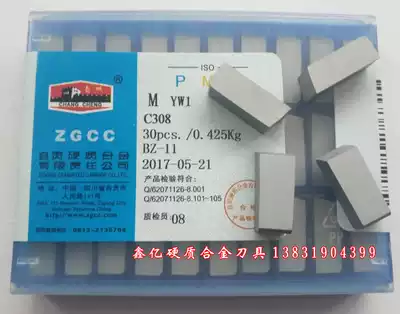 ISO
P M
长城
CHANG CHENG
®
ZGCC
自贡硬质合金
有限责任公司
M YW1
C308
30pcs./0.425Kg
BZ-11
2017-05-21
产品检验符合:
Q/62071126-8.001
Q/62071126-8.101-105
质检员: 08
鑫亿硬质合金刀具 13831904399